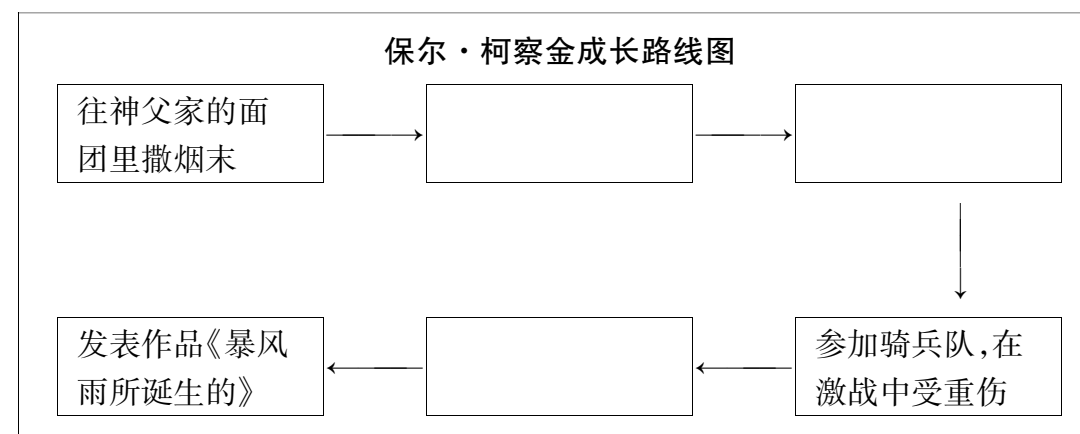 保尔·柯察金成长路线图
往神父家的面
团里撒烟末
参加骑兵队,在
激战中受重伤
发表作品《暴风
雨所诞生的》